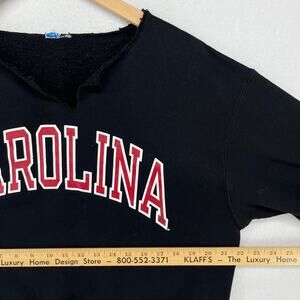 AROLINA
Luxury Home Design Store – 800-552-3371 KLAFF'S – The Luxury Home